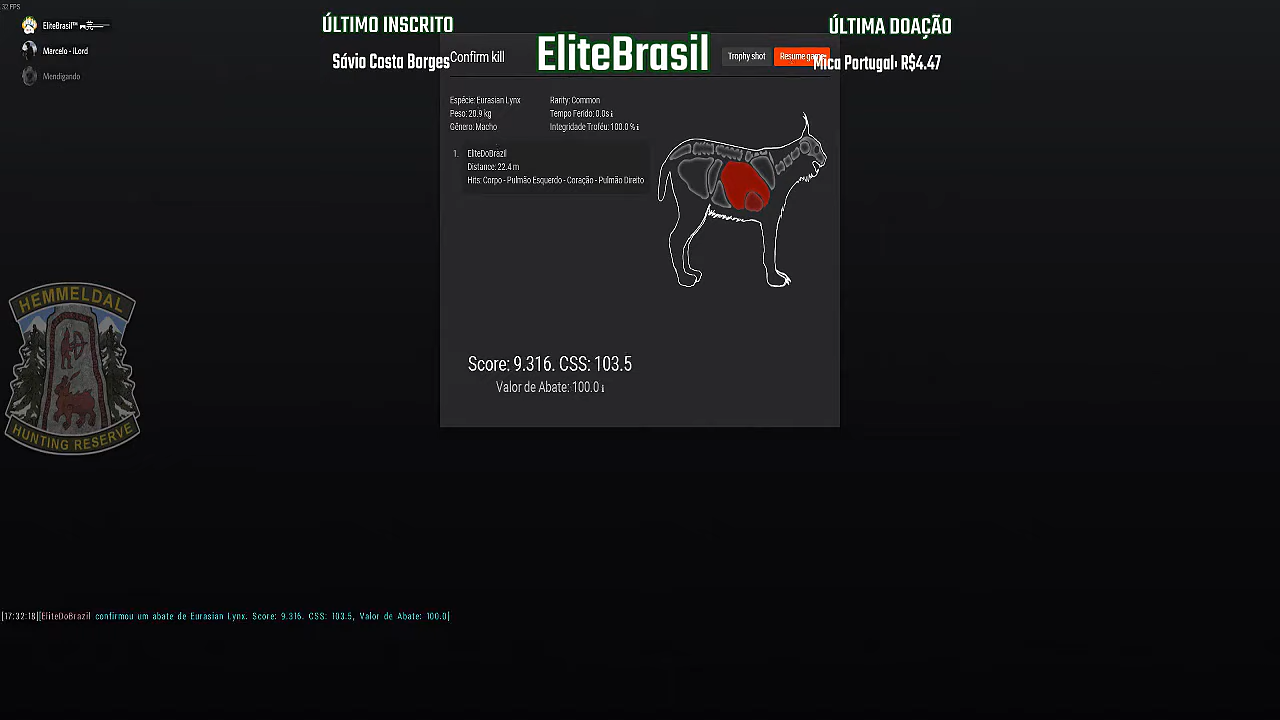 32 FPS
EliteBrasil™
Marcelo - iLord
Mendigando
ÚLTIMO INSCRITO
Sávio Costa Borges
EliteBrasil
ÚLTIMA DOAÇÃO
Mica Portugal: R$4.47
Confirm kill
Trophy shot
Resume game
Espécie: Eurasian Lynx
Peso: 20.9 kg
Gênero: Macho
Rarity: Common
Tempo Ferido: 0.0s
Integridade Troféu: 100.0 %
1. EliteDoBrazil
Distance: 22.4 m
Hits: Corpo - Pulmão Esquerdo - Coração - Pulmão Direito
Score: 9.316. CSS: 103.5
Valor de Abate: 100.0
HEMMELDAL
HUNTING RESERVE
[17:32:18][EliteDoBrazil confirmou um abate de Eurasian Lynx. Score: 9.316. CSS: 103.5, Valor de Abate: 100.0]